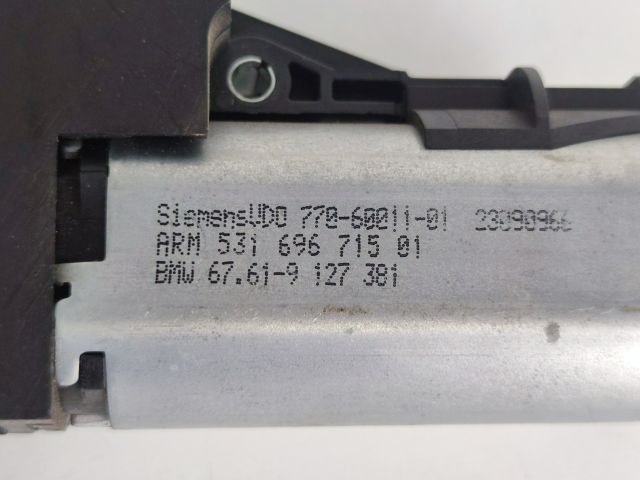 SiemensVDO 770-60011-01 23090966
ARM 531 696 715 01
BMW 67.61-9 127 381